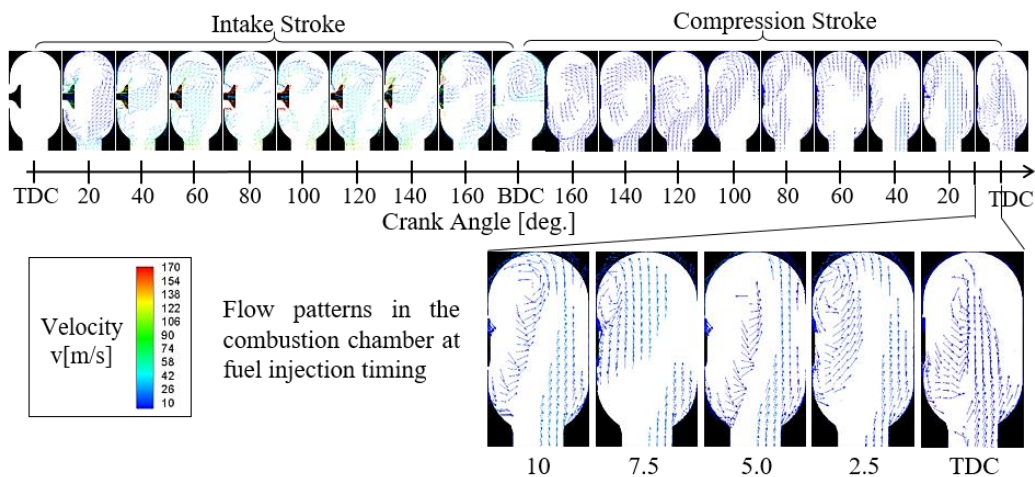 Intake Stroke
Compression Stroke
TDC 20 40 60 80 100 120 140 160 BDC 160 140 120 100 80 60 40 20 TDC
Crank Angle [deg.]
Velocity
v[m/s]
170
154
138
122
106
90
74
58
42
26
10
Flow patterns in the
combustion chamber at
fuel injection timing
10 7.5 5.0 2.5 TDC